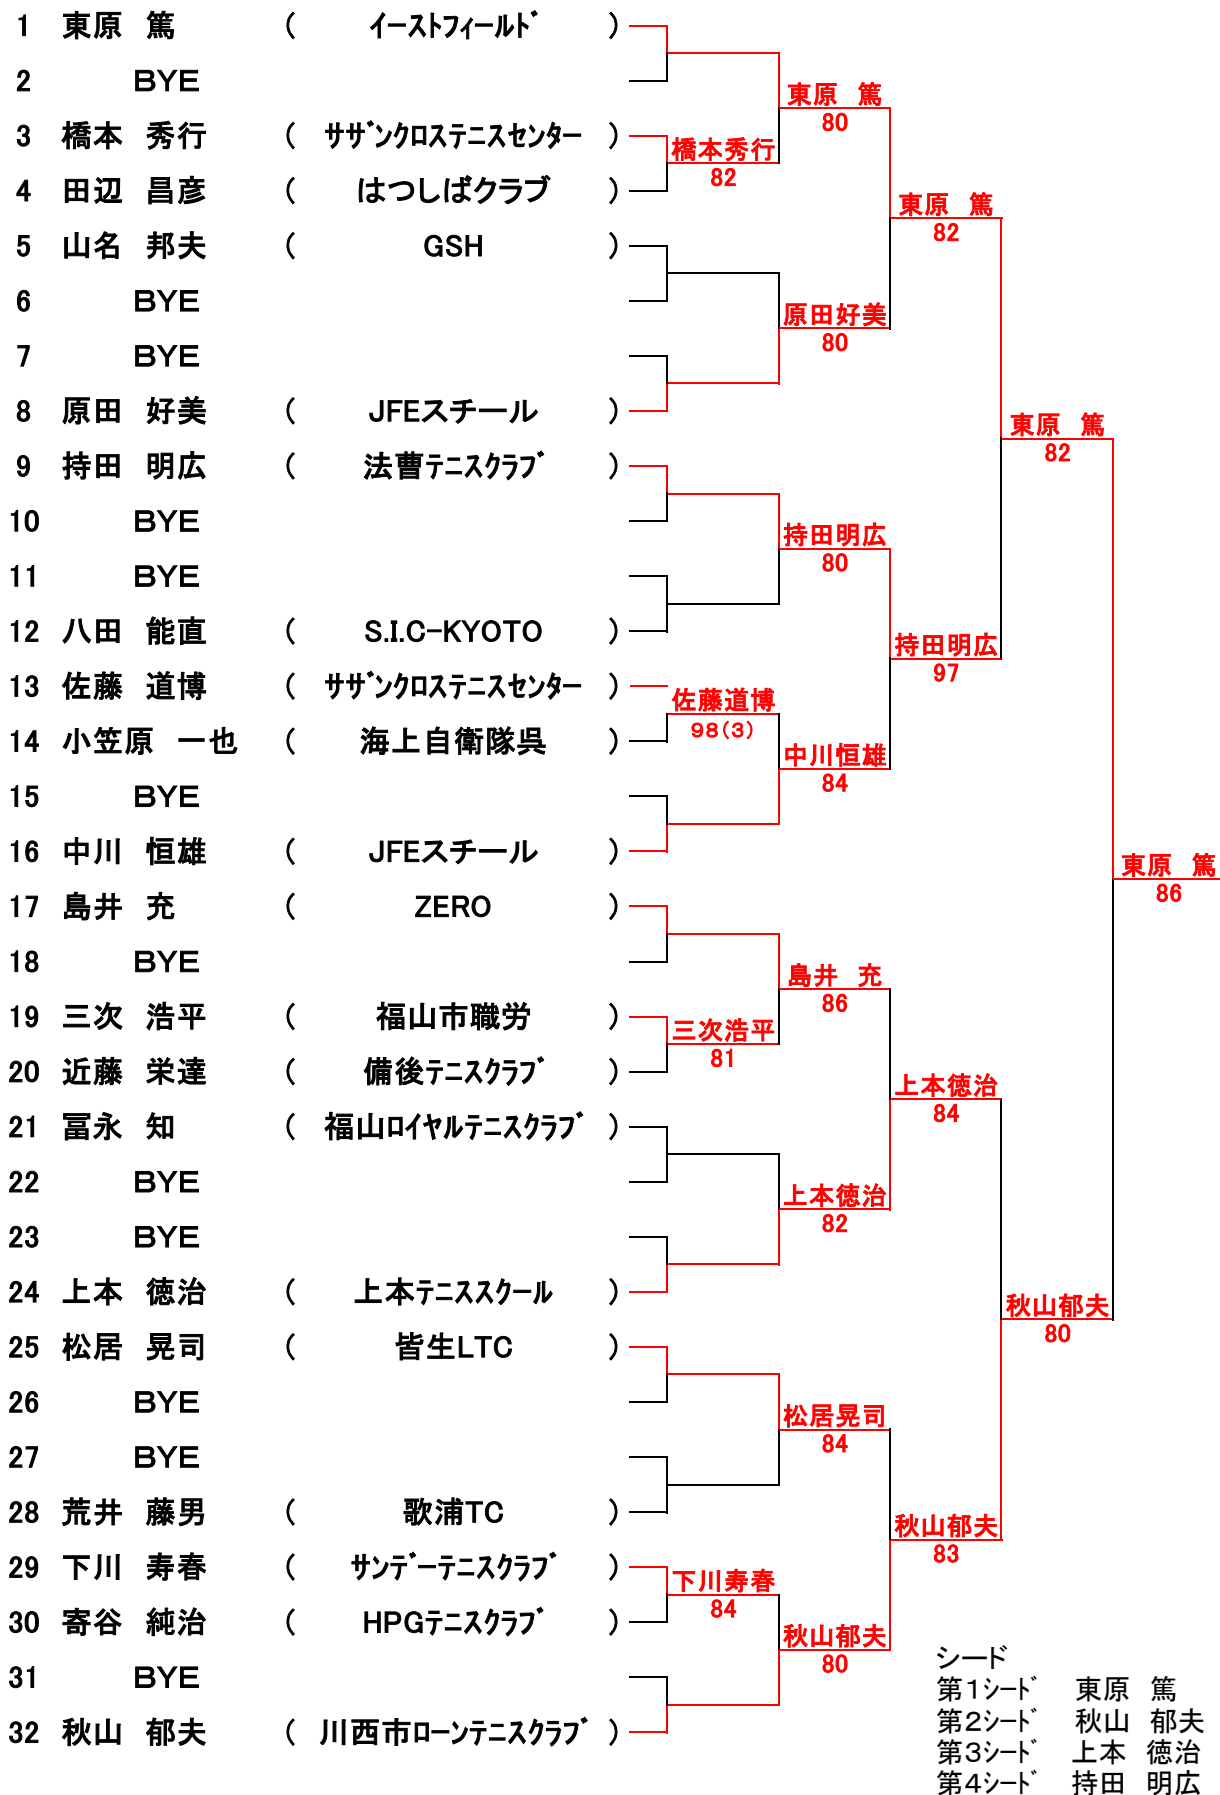 1 東原 篤 ( イーストフィールド )
2 BYE
東原 篤
80
3 橋本 秀行 ( サザンクロステニスセンター )
橋本秀行
82
4 田辺 昌彦 ( はつしばクラブ )
東原 篤
82
5 山名 邦夫 ( GSH )
6 BYE
原田好美
80
7 BYE
8 原田 好美 ( JFEスチール )
東原 篤
82
9 持田 明広 ( 法曹テニスクラブ )
10 BYE
持田明広
80
11 BYE
12 八田 能直 ( S.I.C-KYOTO )
持田明広
97
13 佐藤 道博 ( サザンクロステニスセンター )
佐藤道博
98(3)
14 小笠原 一也 ( 海上自衛隊呉 )
中川恒雄
84
15 BYE
16 中川 恒雄 ( JFEスチール )
東原 篤
86
17 島井 充 ( ZERO )
18 BYE
島井 充
86
19 三次 浩平 ( 福山市職労 )
三次浩平
81
20 近藤 栄達 ( 備後テニスクラブ )
上本徳治
84
21 冨永 知 ( 福山ロイヤルテニスクラブ )
22 BYE
上本徳治
82
23 BYE
24 上本 徳治 ( 上本テニススクール )
秋山郁夫
80
25 松居 晃司 ( 皆生LTC )
26 BYE
松居晃司
84
27 BYE
28 荒井 藤男 ( 歌浦TC )
秋山郁夫
83
29 下川 寿春 ( サンデーテニスクラブ )
下川寿春
84
30 寄谷 純治 ( HPGテニスクラブ )
秋山郁夫
80
31 BYE
32 秋山 郁夫 ( 川西市ローンテニスクラブ )
シード
第1シード 東原 篤
第2シード 秋山 郁夫
第3シード 上本 徳治
第4シード 持田 明広